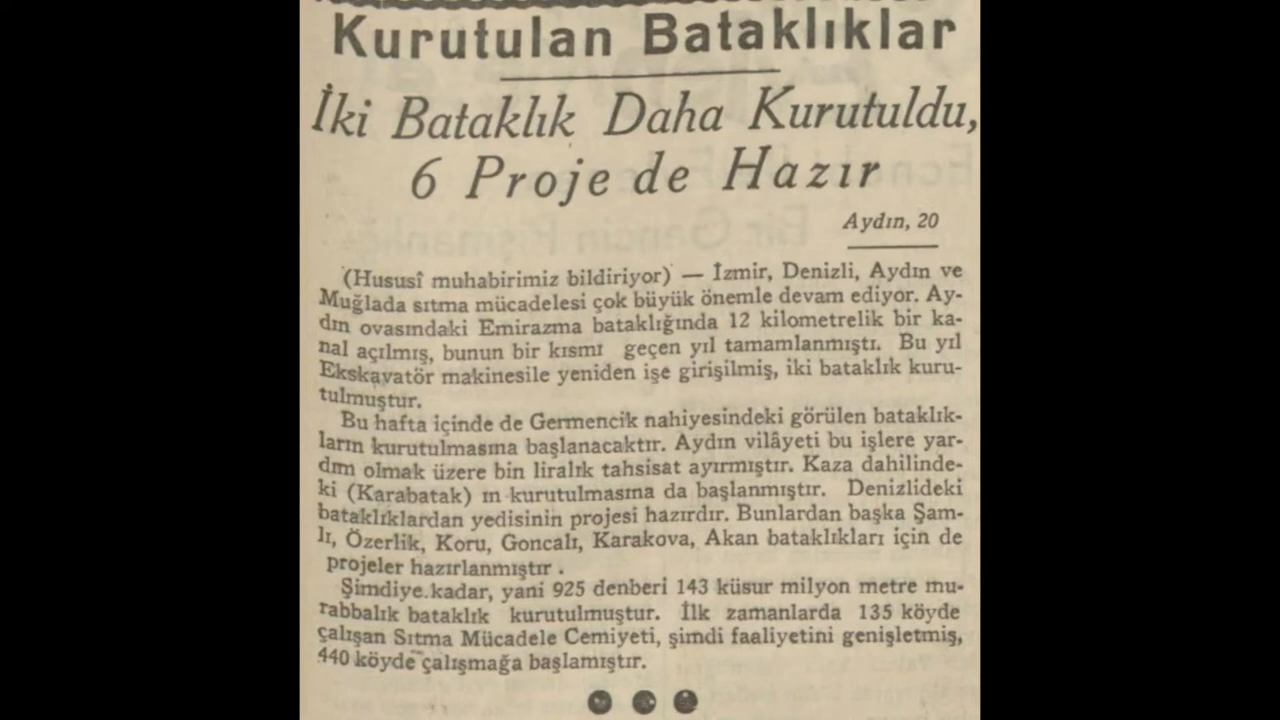 Kurutulan Bataklıklar
İki Bataklık Daha Kurutuldu,
6 Proje de Hazır
Aydın, 20
(Hususî muhabirimiz bildiriyor) — İzmir, Denizli, Aydın ve
Muğlada sıtma mücadelesi çok büyük önemle devam ediyor. Ay-
dın ovasındaki Emirazma bataklığında 12 kilometrelik bir ka-
nal açılmış, bunun bir kısmı geçen yıl tamamlanmıştı. Bu yıl
Ekskavatör makinesile yeniden işe girişilmiş, iki bataklık kuru-
tulmuştur.
Bu hafta içinde de Germencik nahiyesindeki görülen bataklık-
ların kurutulmasına başlanacaktır. Aydın vilâyeti bu işlere yar-
dım olmak üzere bin liralık tahsisat ayırmıştır. Kaza dahilinde-
ki (Karabatak) ın kurutulmasına da başlanmıştır. Denizlideki
bataklıklardan yedisinin projesi hazırdır. Bunlardan başka Şam-
lı, Özerlik, Koru, Goncalı, Karakova, Akan bataklıkları için de
projeler hazırlanmıştır .
Şimdiye kadar, yani 925 denberi 143 küsur milyon metre mu-
rabbalık bataklık kurutulmuştur. İlk zamanlarda 135 köyde
çalışan Sıtma Mücadele Cemiyeti, şimdi faaliyetini genişletmiş,
440 köyde çalışmağa başlamıştır.